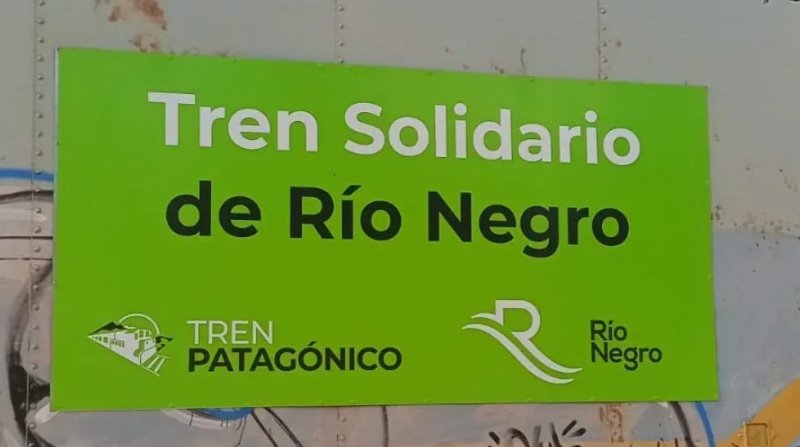 Tren Solidario
de Río Negro
TREN
PATAGÓNICO
Río
Negro